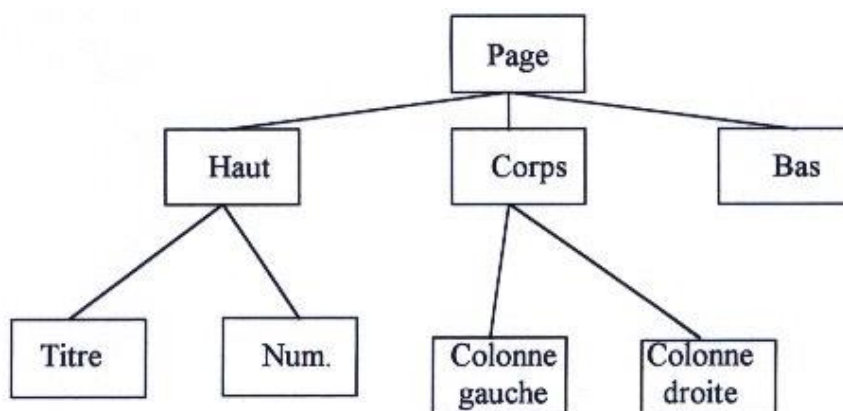 Page
Haut
Corps
Bas
Titre
Num.
Colonne
gauche
Colonne
droite